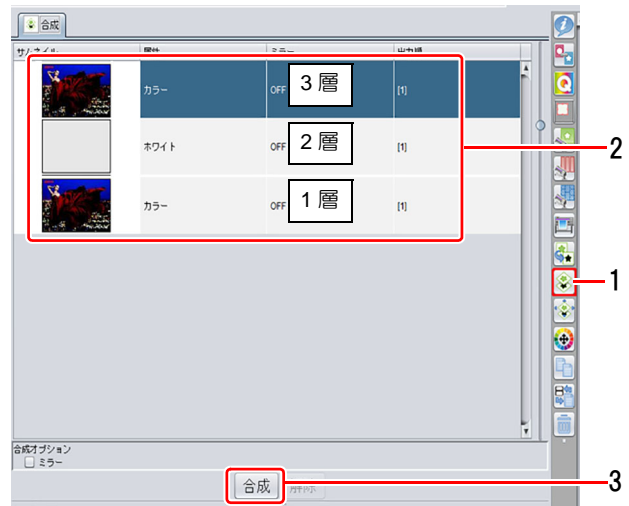 合成
サムネイル 属性 ミラー 出力順
カラー OFF 3層 [1]
ホワイト OFF 2層 [1]
カラー OFF 1層 [1]
2
1
合成オプション
ミラー
合成 解除
3